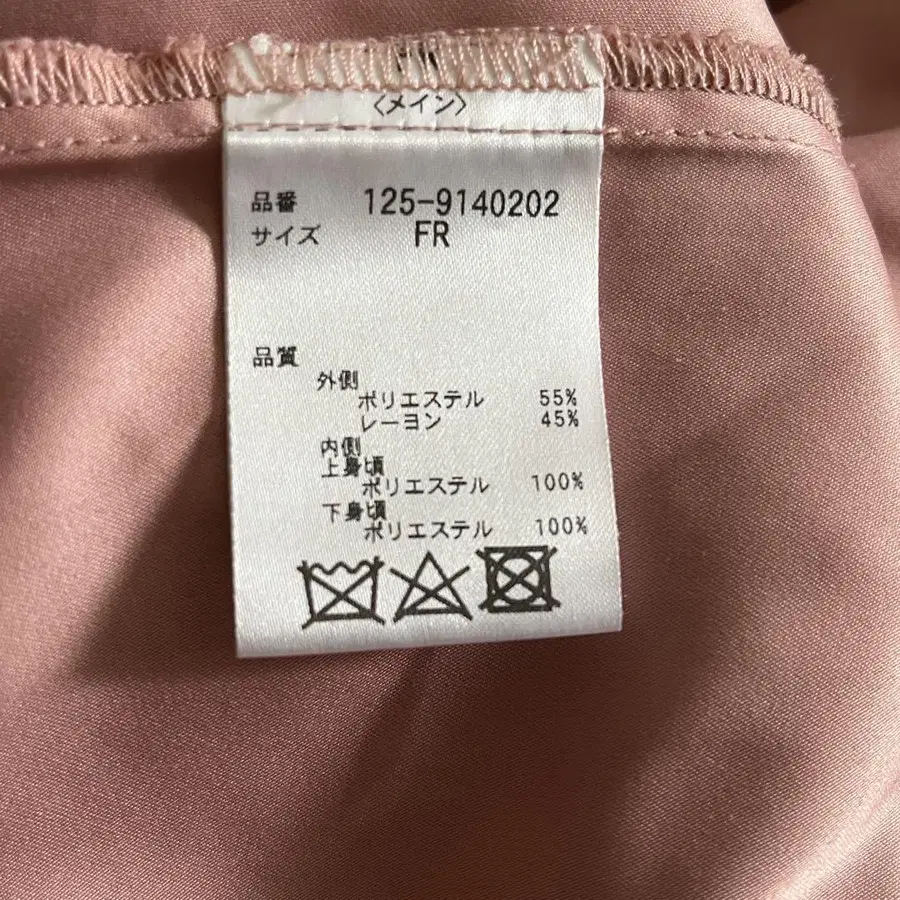 〈メイン〉
品番 125-9140202
サイズ FR
品質
外側
ポリエステル 55%
レーヨン 45%
内側
上身頃
ポリエステル 100%
下身頃
ポリエステル 100%